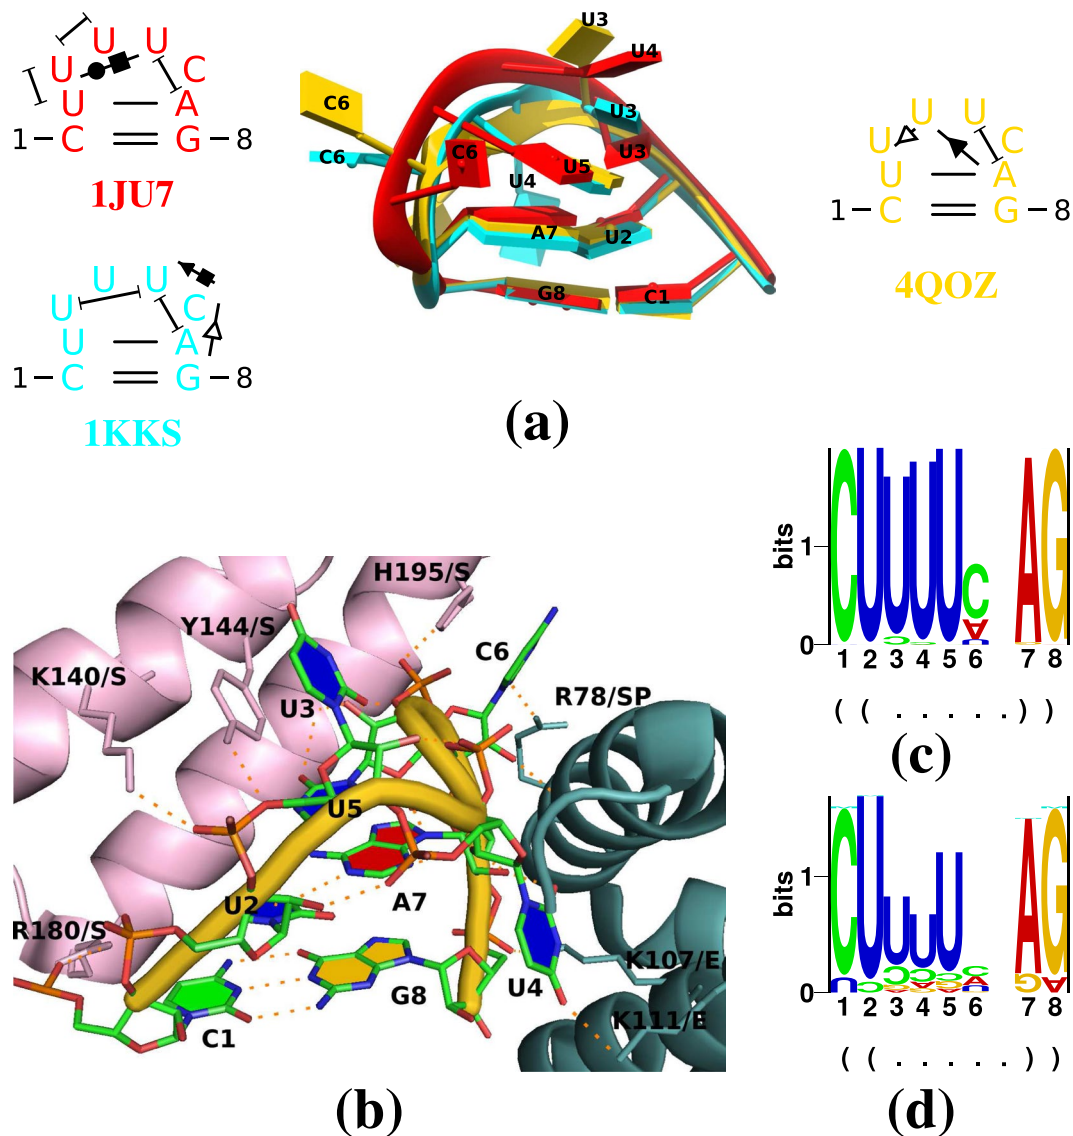 U U
U C
U A
1 – C G – 8
1JU7
U U
U C
U A
1 – C G – 8
1KKS
U3
U4
C6
U3
C6
C6
U3
U5
U4
A7
U2
G8
C1
U U
U C
U A
1 – C G – 8
4QOZ
(a)
H195/S
Y144/S
C6
K140/S
R78/SP
U3
U5
U2
A7
R180/S
K107/E
G8
U4
K111/E
C1
(b)
bits
1
0
CUUUUCAG
C C A U
1 2 3 4 5 6 7 8
( ( . . . . . ) )
(c)
bits
1
0
CUUUUCAG
1 2 3 4 5 6 7 8
( ( . . . . . ) )
(d)